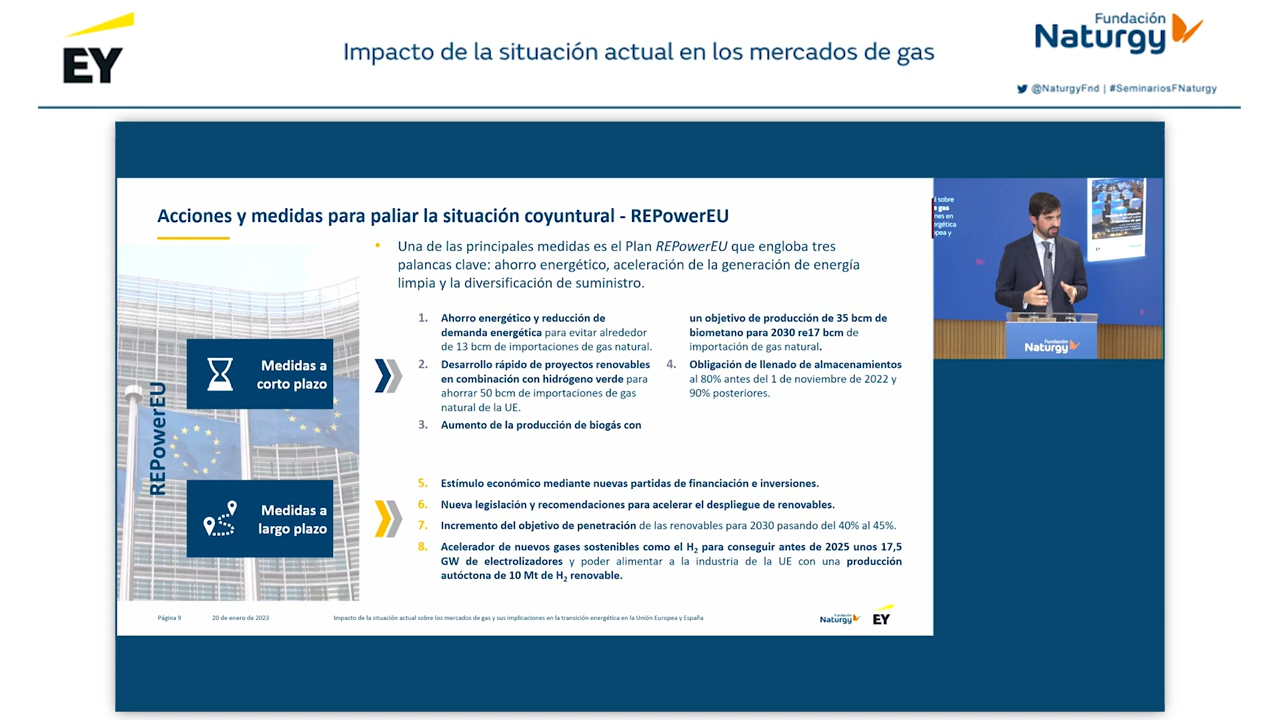 EY
Impacto de la situación actual en los mercados de gas
Fundación
Naturgy
@NaturgyFnd | #SeminariosFNaturgy
Acciones y medidas para paliar la situación coyuntural - REPowerEU
• Una de las principales medidas es el Plan REPowerEU que engloba tres
palancas clave: ahorro energético, aceleración de la generación de energía
limpia y la diversificación de suministro.
REPowerEU
Medidas a
corto plazo
1. Ahorro energético y reducción de
demanda energética para evitar alrededor
de 13 bcm de importaciones de gas natural.
2. Desarrollo rápido de proyectos renovables
en combinación con hidrógeno verde para
ahorrar 50 bcm de importaciones de gas
natural de la UE.
3. Aumento de la producción de biogás con
un objetivo de producción de 35 bcm de
biometano para 2030 re17 bcm de
importación de gas natural.
4. Obligación de llenado de almacenamientos
al 80% antes del 1 de noviembre de 2022 y
90% posteriores.
Medidas a
largo plazo
5. Estímulo económico mediante nuevas partidas de financiación e inversiones.
6. Nueva legislación y recomendaciones para acelerar el despliegue de renovables.
7. Incremento del objetivo de penetración de las renovables para 2030 pasando del 40% al 45%.
8. Acelerador de nuevos gases sostenibles como el H2 para conseguir antes de 2025 unos 17,5
GW de electrolizadores y poder alimentar a la industria de la UE con una producción
autóctona de 10 Mt de H2 renovable.
Página 9 20 de enero de 2023 Impacto de la situación actual sobre los mercados de gas y sus implicaciones en la transición energética en la Unión Europea y España
Fundación
Naturgy
EY
l sobre
gas
nes en
rgética
pea y
Fundación
Naturgy